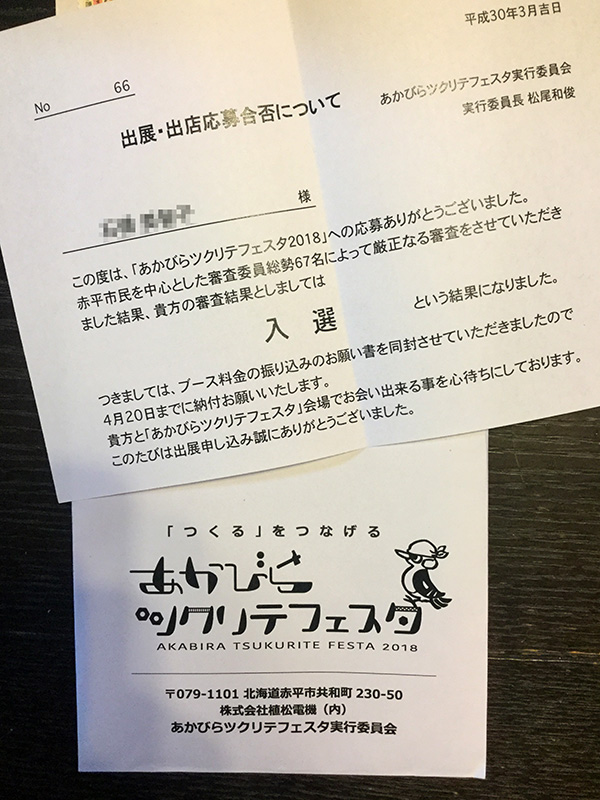 平成30年3月吉日
No 66
あかびらツクリテフェスタ実行委員会
実行委員長 松尾和俊
出展・出店応募合否について
様
この度は、「あかびらツクリテフェスタ2018」への応募ありがとうございました。
赤平市民を中心とした審査委員総勢67名によって厳正なる審査をさせていただき
ました結果、貴方の審査結果としましては
入 選
という結果になりました。
つきましては、ブース料金の振り込みのお願い書を同封させていただきましたので
4月20日までに納付お願いいたします。
貴方と「あかびらツクリテフェスタ」会場でお会い出来る事を心待ちにしております。
このたびは出展申し込み誠にありがとうございました。
「つくる」をつなげる
あかびら
ツクリテフェスタ
AKABIRA TSUKURITE FESTA 2018
〒079-1101 北海道赤平市共和町 230-50
株式会社植松電機（内）
あかびらツクリテフェスタ実行委員会